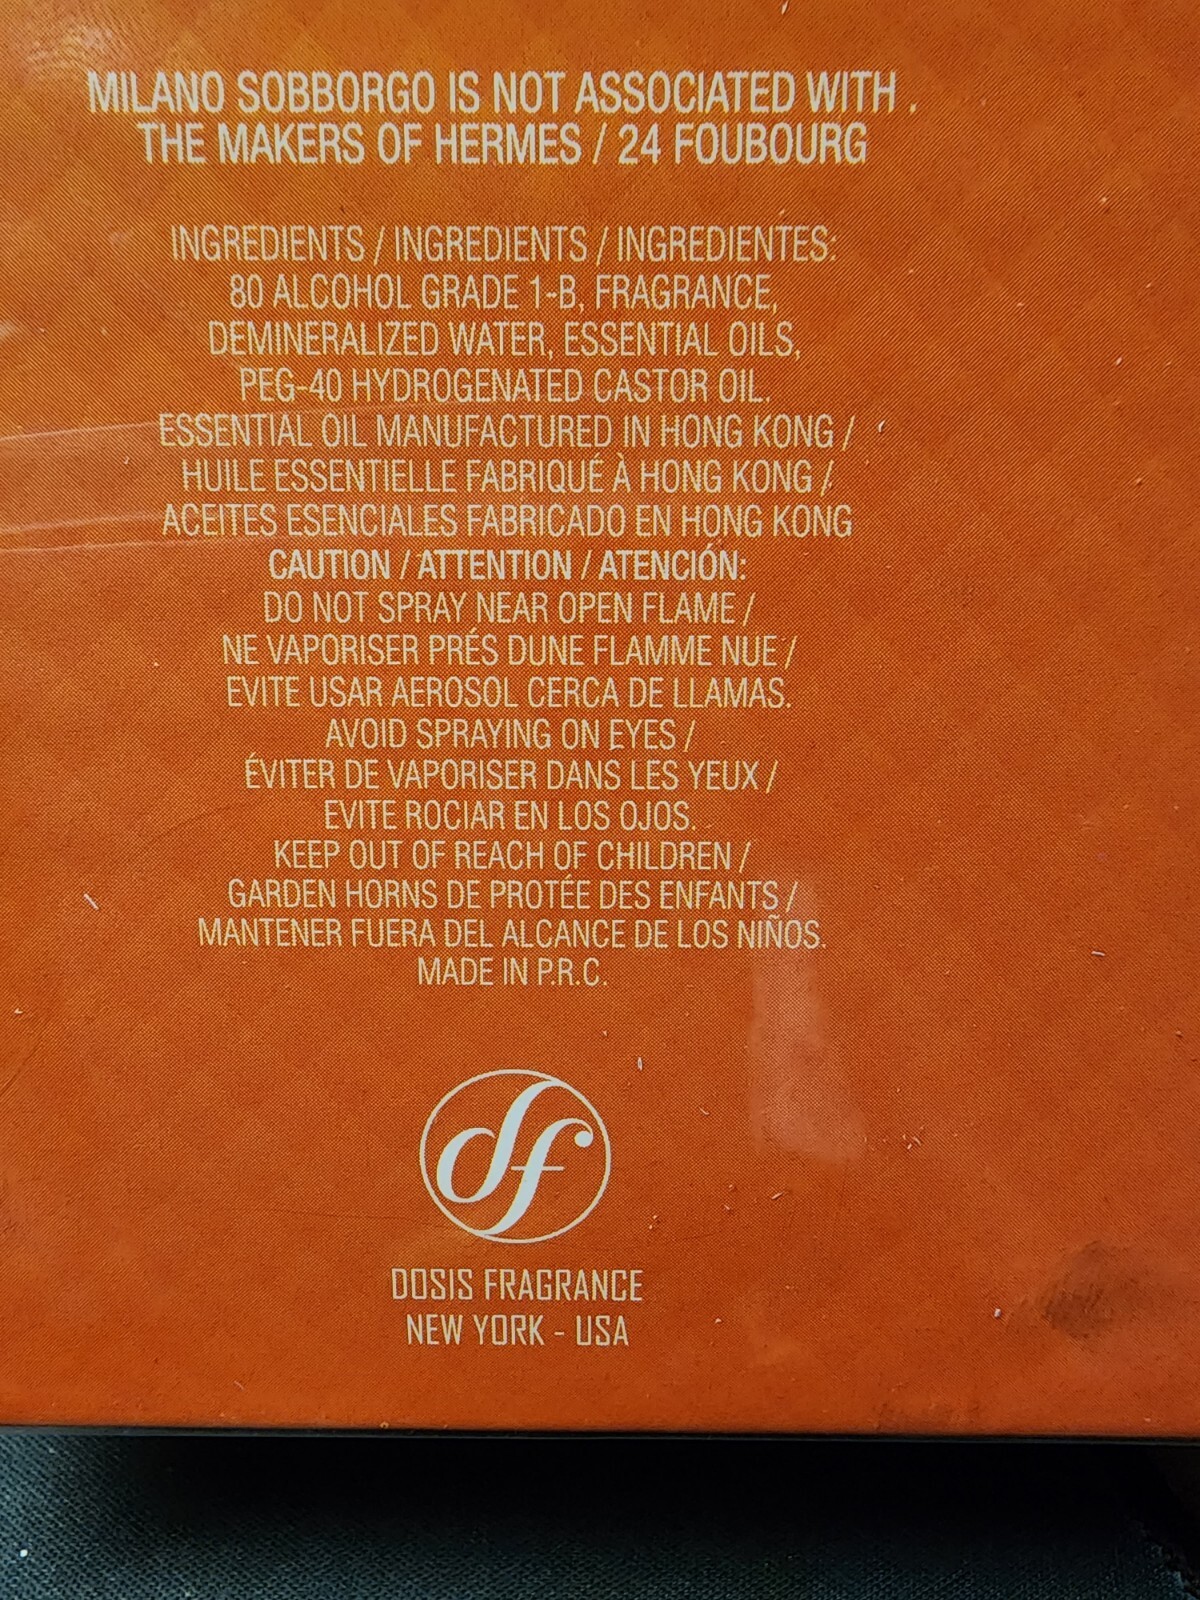 MILANO SOBBORGO IS NOT ASSOCIATED WITH .
THE MAKERS OF HERMES / 24 FOUBOURG
INGREDIENTS / INGREDIENTS / INGREDIENTES:
80 ALCOHOL GRADE 1-B, FRAGRANCE,
DEMINERALIZED WATER, ESSENTIAL OILS,
PEG-40 HYDROGENATED CASTOR OIL.
ESSENTIAL OIL MANUFACTURED IN HONG KONG /
HUILE ESSENTIELLE FABRIQUÉ À HONG KONG /
ACEITES ESENCIALES FABRICADO EN HONG KONG
CAUTION / ATTENTION / ATENCIÓN:
DO NOT SPRAY NEAR OPEN FLAME /
NE VAPORISER PRÉS DUNE FLAMME NUE /
EVITE USAR AEROSOL CERCA DE LLAMAS.
AVOID SPRAYING ON EYES /
ÉVITER DE VAPORISER DANS LES YEUX /
EVITE ROCIAR EN LOS OJOS.
KEEP OUT OF REACH OF CHILDREN /
GARDEN HORNS DE PROTÉE DES ENFANTS /
MANTENER FUERA DEL ALCANCE DE LOS NIÑOS.
MADE IN P.R.C.
df
DOSIS FRAGRANCE
NEW YORK - USA